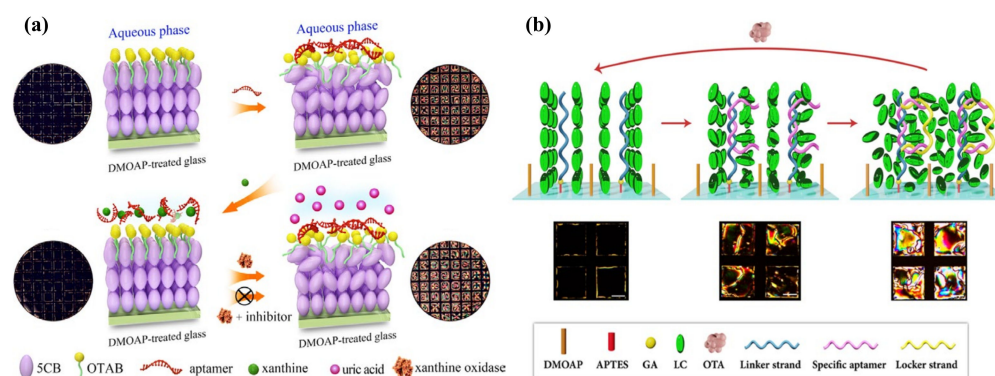 (a)
Aqueous phase
Aqueous phase
DMOAP-treated glass
DMOAP-treated glass
DMOAP-treated glass
+ inhibitor
DMOAP-treated glass
5CB
OTAB
aptamer
xanthine
uric acid
xanthine oxidase
(b)
DMOAP
APTES
GA
LC
OTA
Linker strand
Specific aptamer
Locker strand